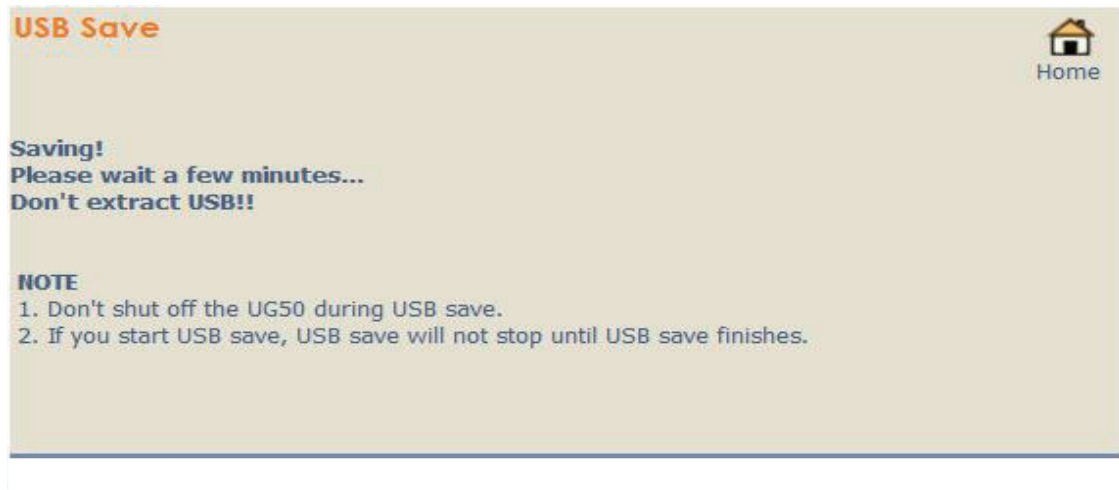 USB Save
Home
Saving!
Please wait a few minutes...
Don't extract USB!!
NOTE
1. Don't shut off the UG50 during USB save.
2. If you start USB save, USB save will not stop until USB save finishes.